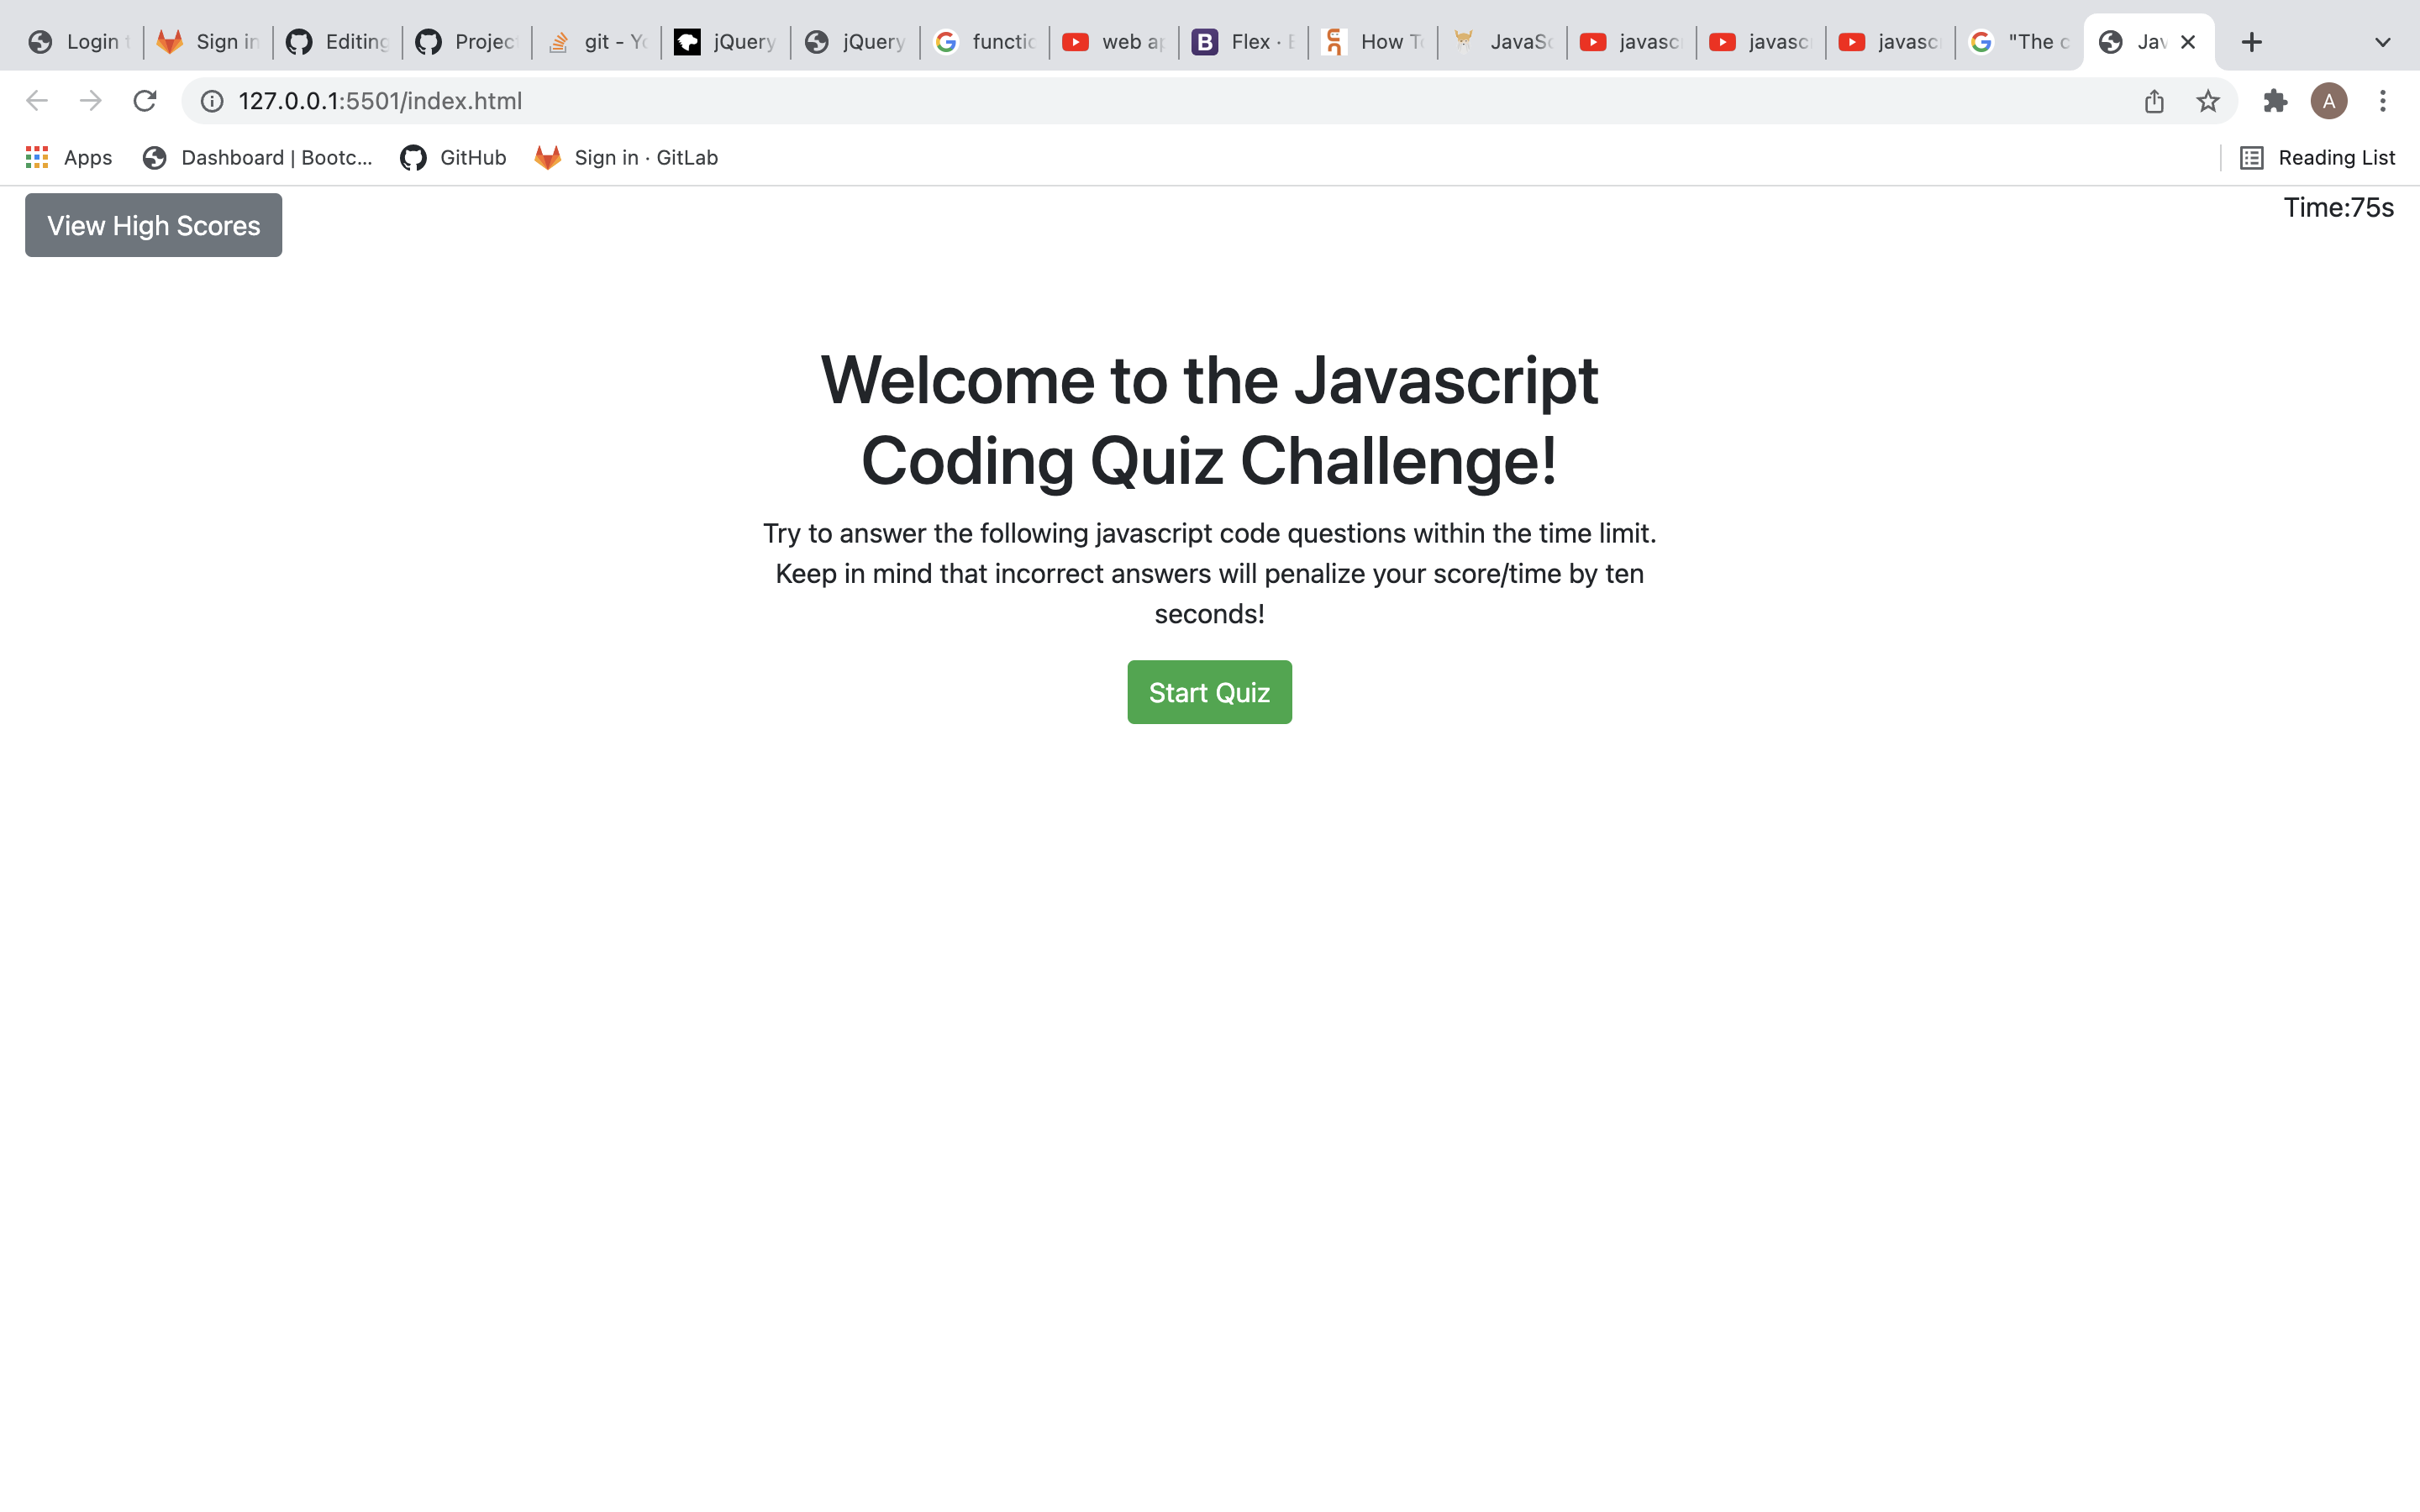 Login Sign in Editing Projec git - Yo jQuery jQuery functio web ap Flex · How To JavaSc javasc javasc javasc "The c Jav
127.0.0.1:5501/index.html A
Apps Dashboard | Bootc... GitHub Sign in · GitLab Reading List
View High Scores Time:75s
Welcome to the Javascript
Coding Quiz Challenge!
Try to answer the following javascript code questions within the time limit.
Keep in mind that incorrect answers will penalize your score/time by ten
seconds!
Start Quiz